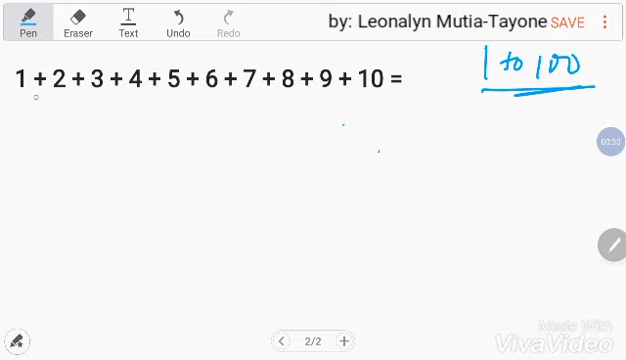 by: Leonalyn Mutia-Tayone
Pen
Eraser
Text
Undo
Redo
SAVE
1 to 100
1 + 2 + 3 + 4 + 5 + 6 + 7 + 8 + 9 + 10 =
00:50
2/2
Made With
VivaVideo